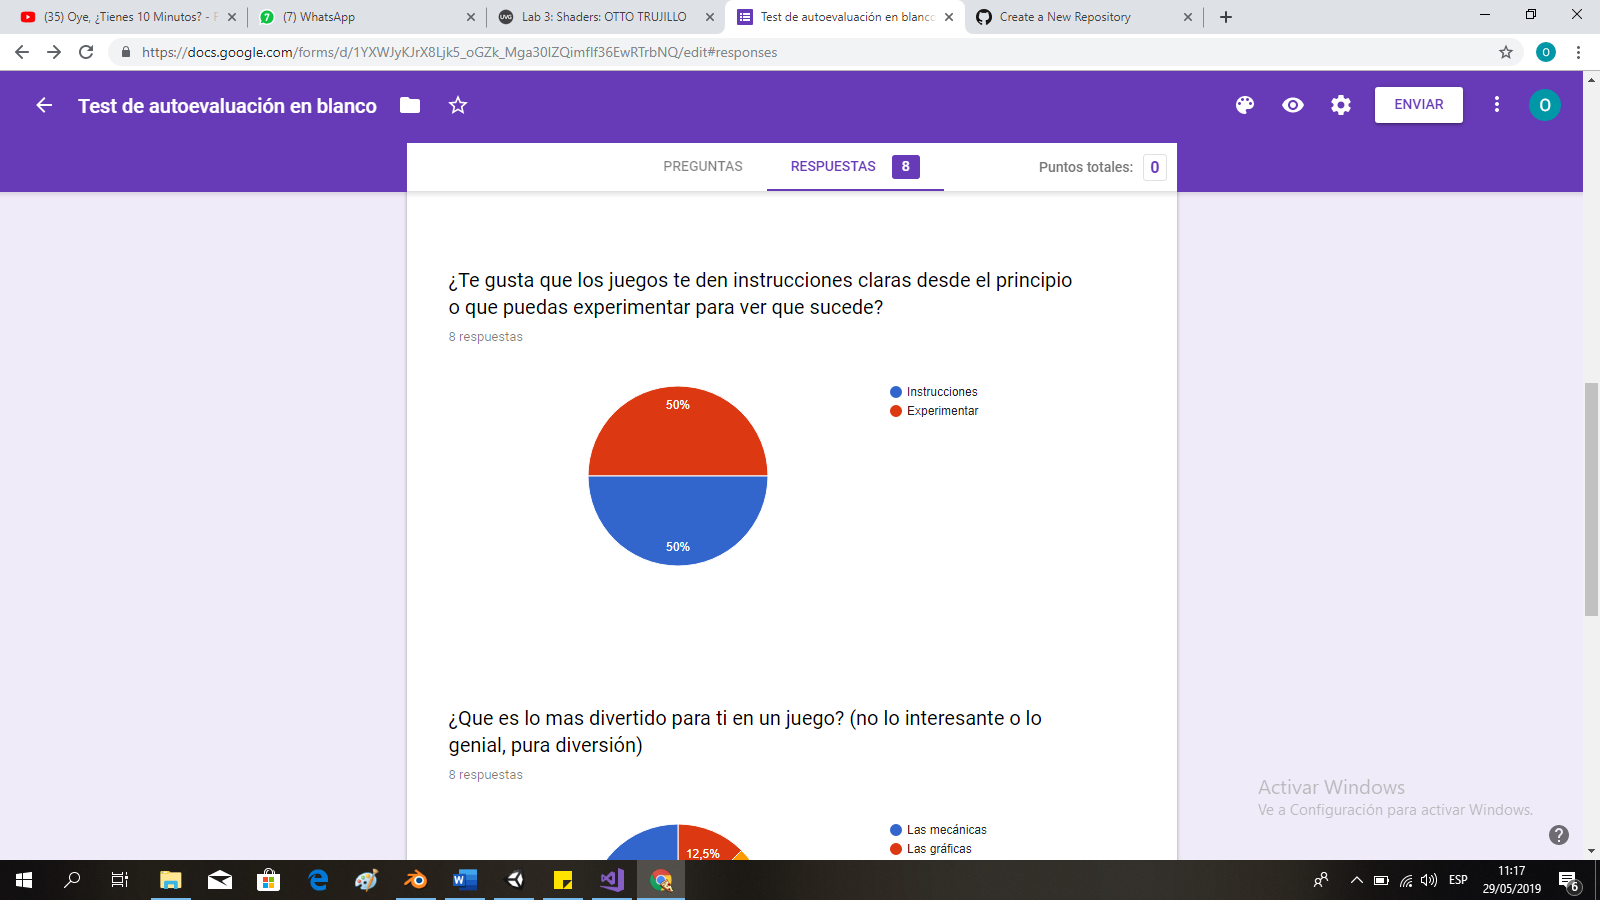 (35) Oye, ¿Tienes 10 Minutos? - F
(7) WhatsApp
UVG
Lab 3: Shaders: OTTO TRUJILLO
Test de autoevaluación en blanco
Create a New Repository
https://docs.google.com/forms/d/1YXWJyKJrX8Ljk5_oGZk_Mga30IZQimfIf36EwRTrbNQ/edit#responses
O
Test de autoevaluación en blanco
ENVIAR
O
PREGUNTAS
RESPUESTAS 8
Puntos totales: 0
¿Te gusta que los juegos te den instrucciones claras desde el principio
o que puedas experimentar para ver que sucede?
8 respuestas
50%
50%
Instrucciones
Experimentar
¿Que es lo mas divertido para ti en un juego? (no lo interesante o lo
genial, pura diversión)
8 respuestas
12,5%
Las mecánicas
Las gráficas
Activar Windows
Ve a Configuración para activar Windows.
ESP
11:17
29/05/2019
6